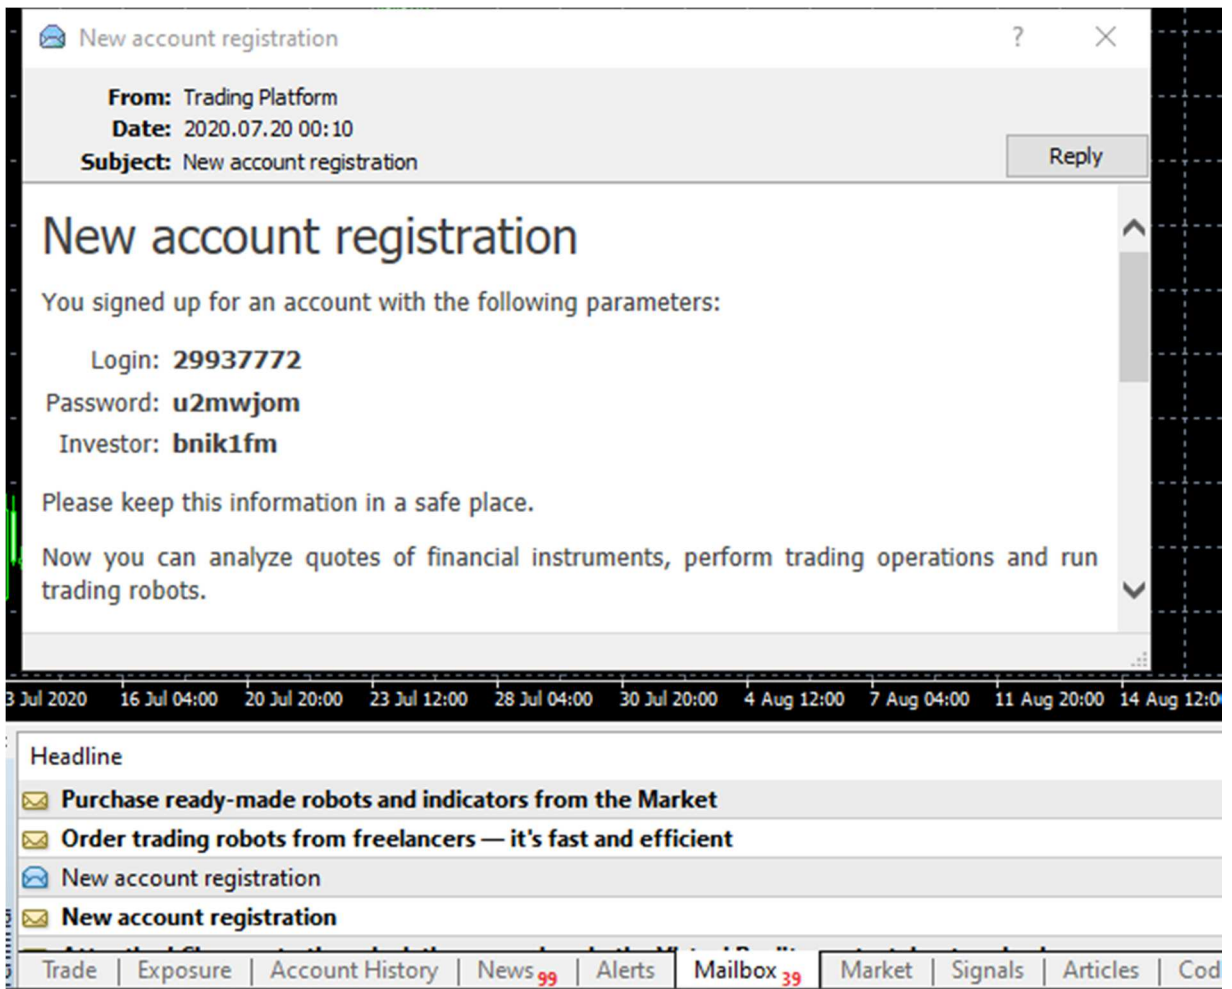 New account registration
?
From: Trading Platform
Date: 2020.07.20 00:10
Subject: New account registration
Reply
New account registration
You signed up for an account with the following parameters:
Login: 29937772
Password: u2mwjom
Investor: bnik1fm
Please keep this information in a safe place.
Now you can analyze quotes of financial instruments, perform trading operations and run
trading robots.
3 Jul 2020 16 Jul 04:00 20 Jul 20:00 23 Jul 12:00 28 Jul 04:00 30 Jul 20:00 4 Aug 12:00 7 Aug 04:00 11 Aug 20:00 14 Aug 12:0
Headline
Purchase ready-made robots and indicators from the Market
Order trading robots from freelancers — it's fast and efficient
New account registration
New account registration
Trade | Exposure | Account History | News 99 | Alerts | Mailbox 39 | Market | Signals | Articles | Cod